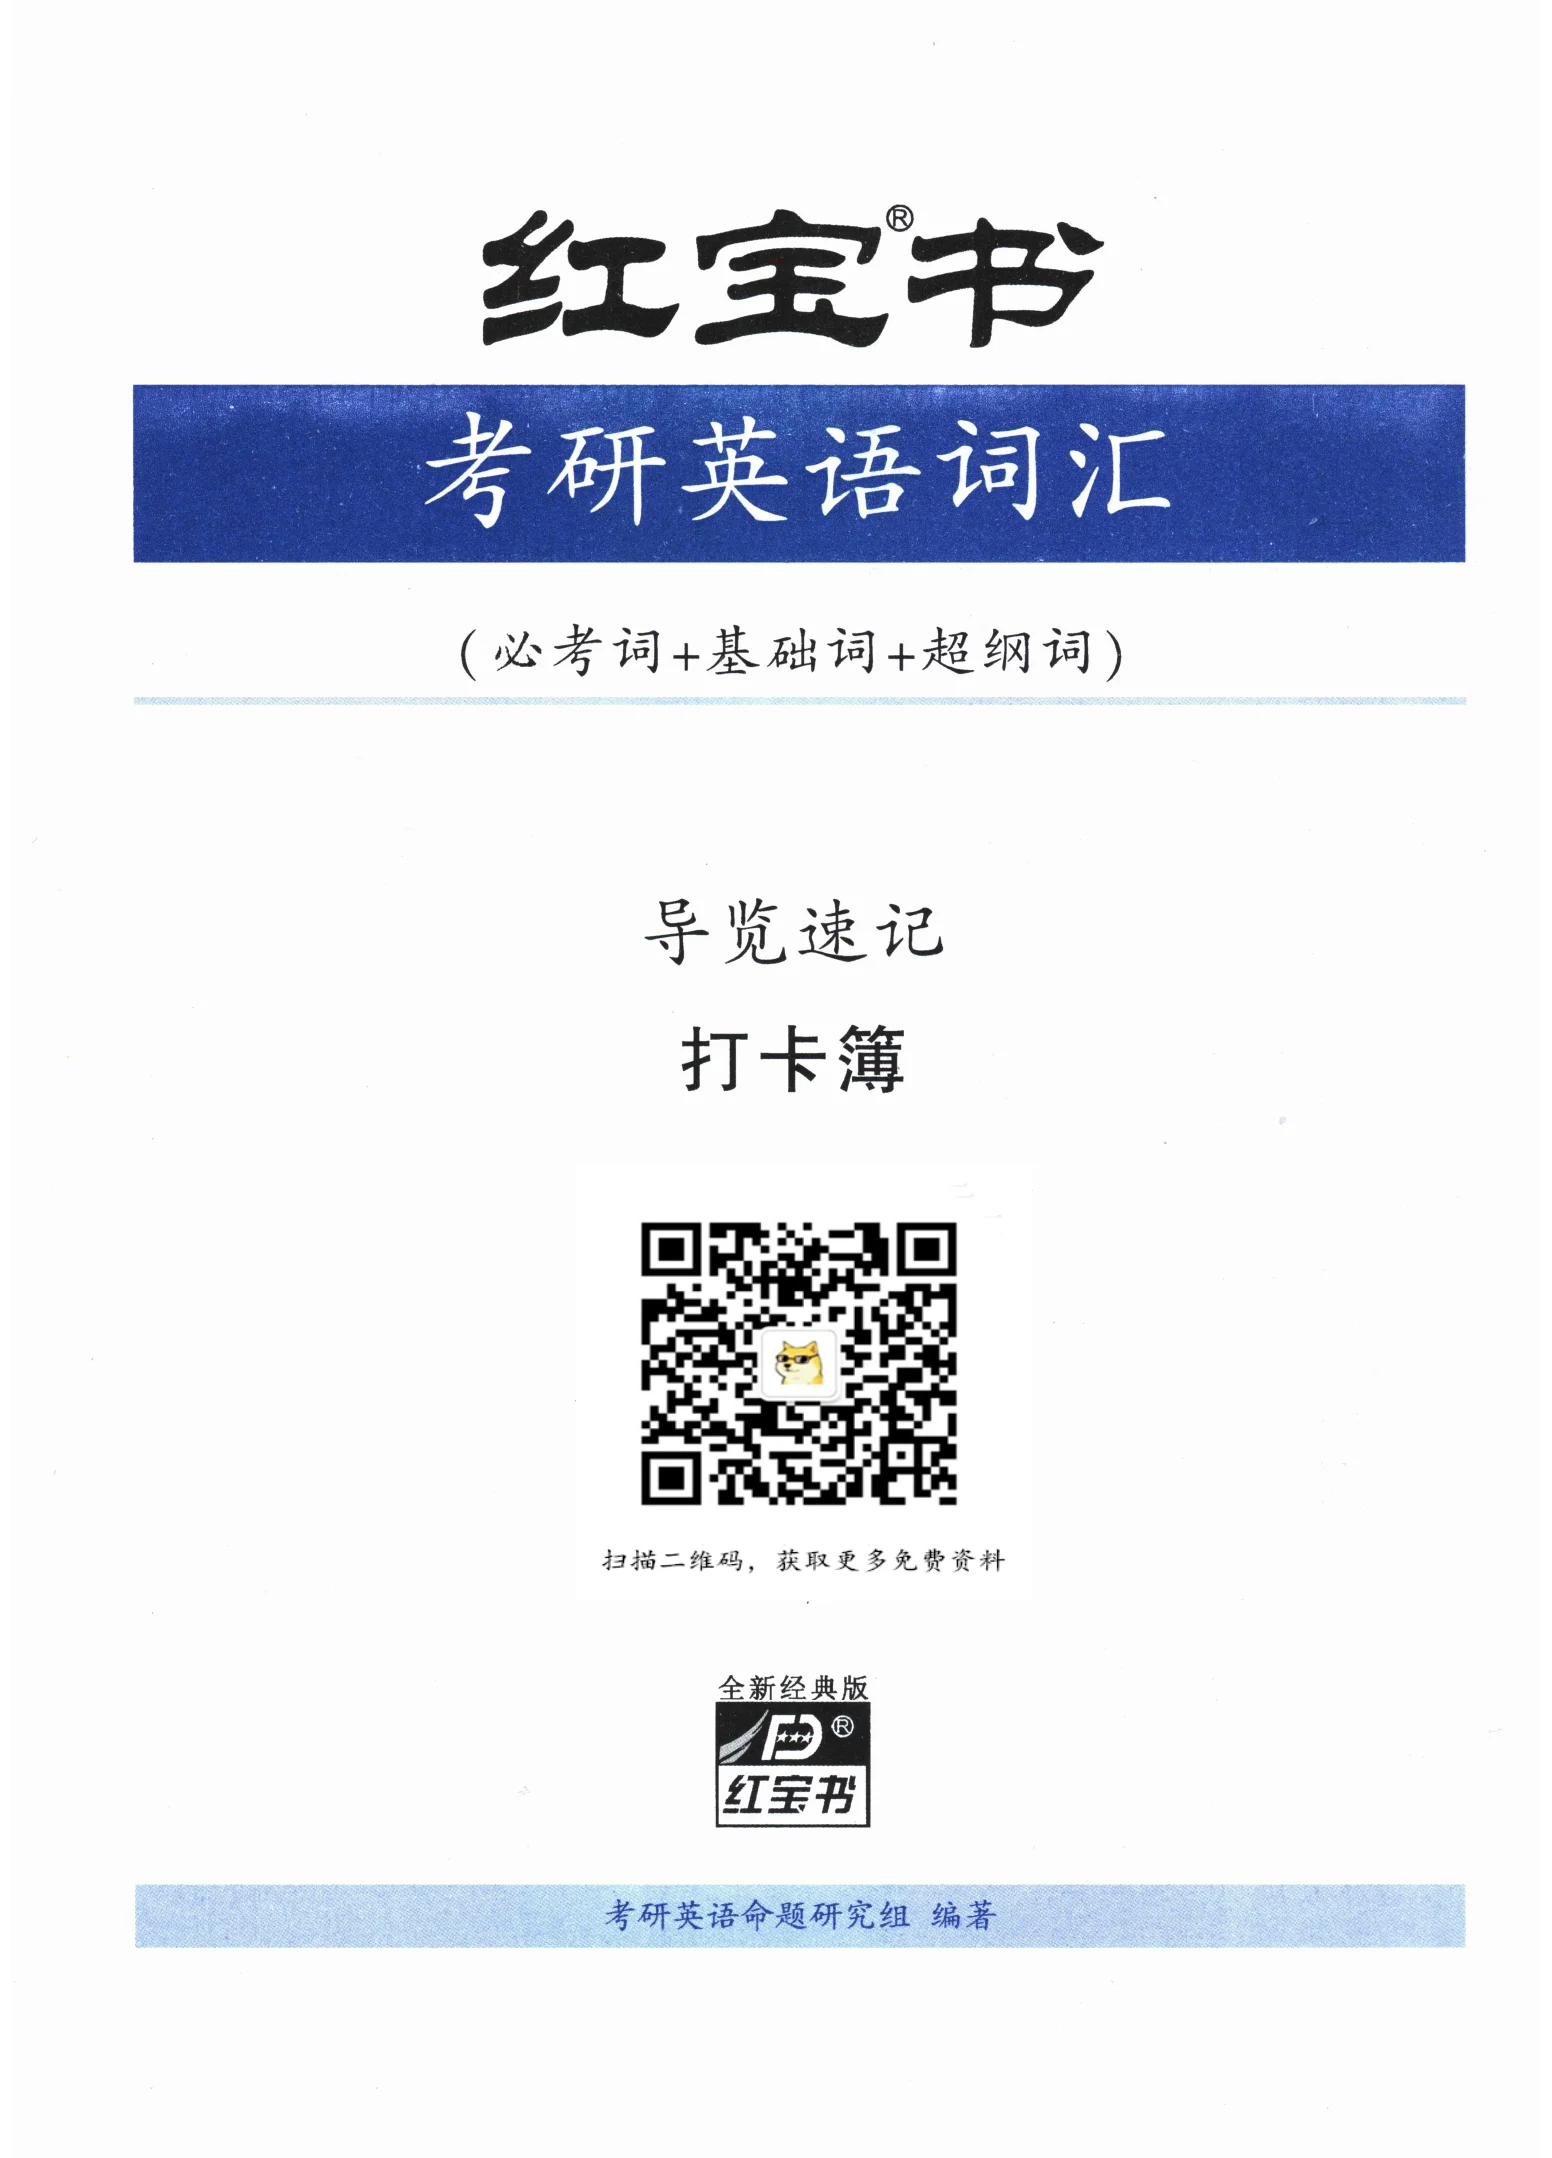 红宝®书
考研英语词汇
(必考词+基础词+超纲词)
导览速记
打卡簿
扫描二维码，获取更多免费资料
全新经典版
®
红宝书
考研英语命题研究组 编著